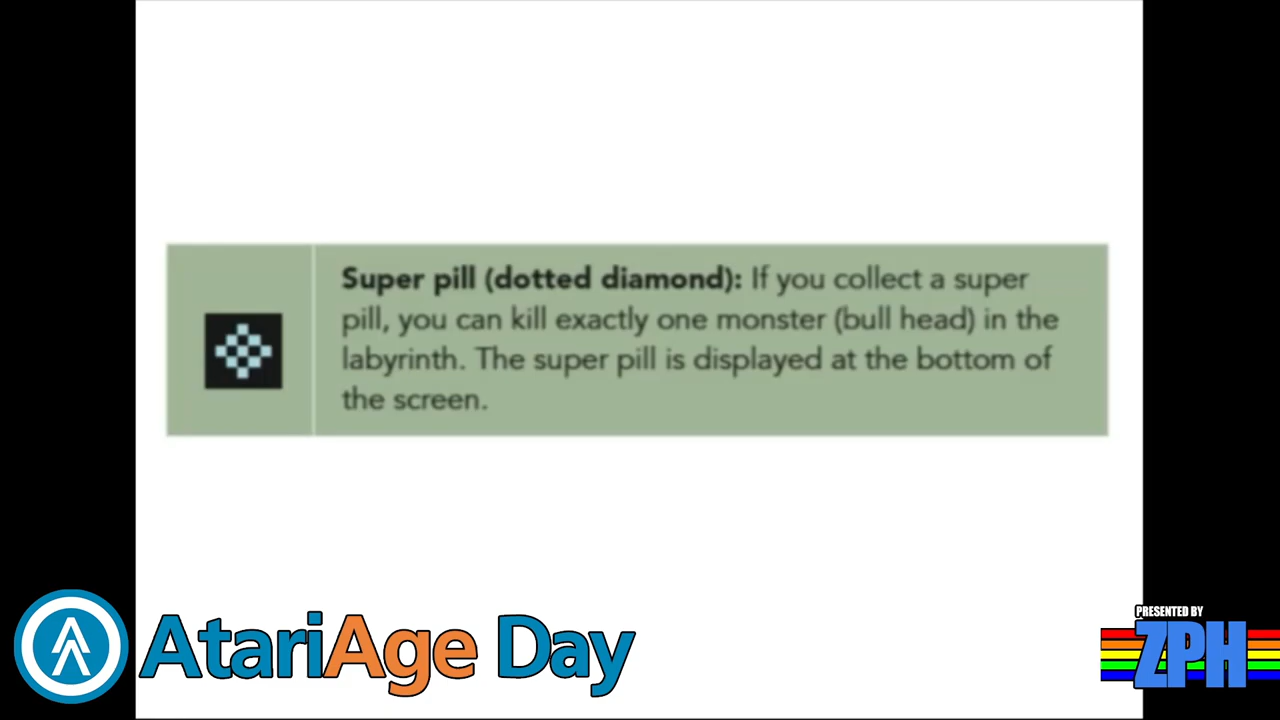 Super pill (dotted diamond): If you collect a super
pill, you can kill exactly one monster (bull head) in the
labyrinth. The super pill is displayed at the bottom of
the screen.
AtariAge Day
PRESENTED BY
ZPH